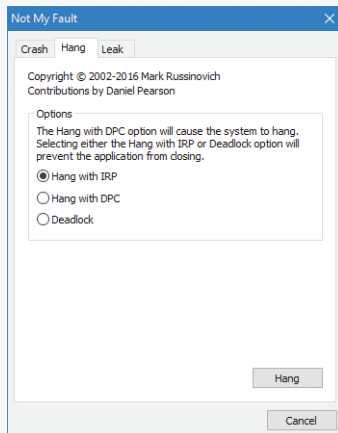 Not My Fault
Crash Hang Leak
Copyright © 2002-2016 Mark Russinovich
Contributions by Daniel Pearson
Options
The Hang with DPC option will cause the system to hang.
Selecting either the Hang with IRP or Deadlock option will
prevent the application from closing.
Hang with IRP
Hang with DPC
Deadlock
Hang
Cancel